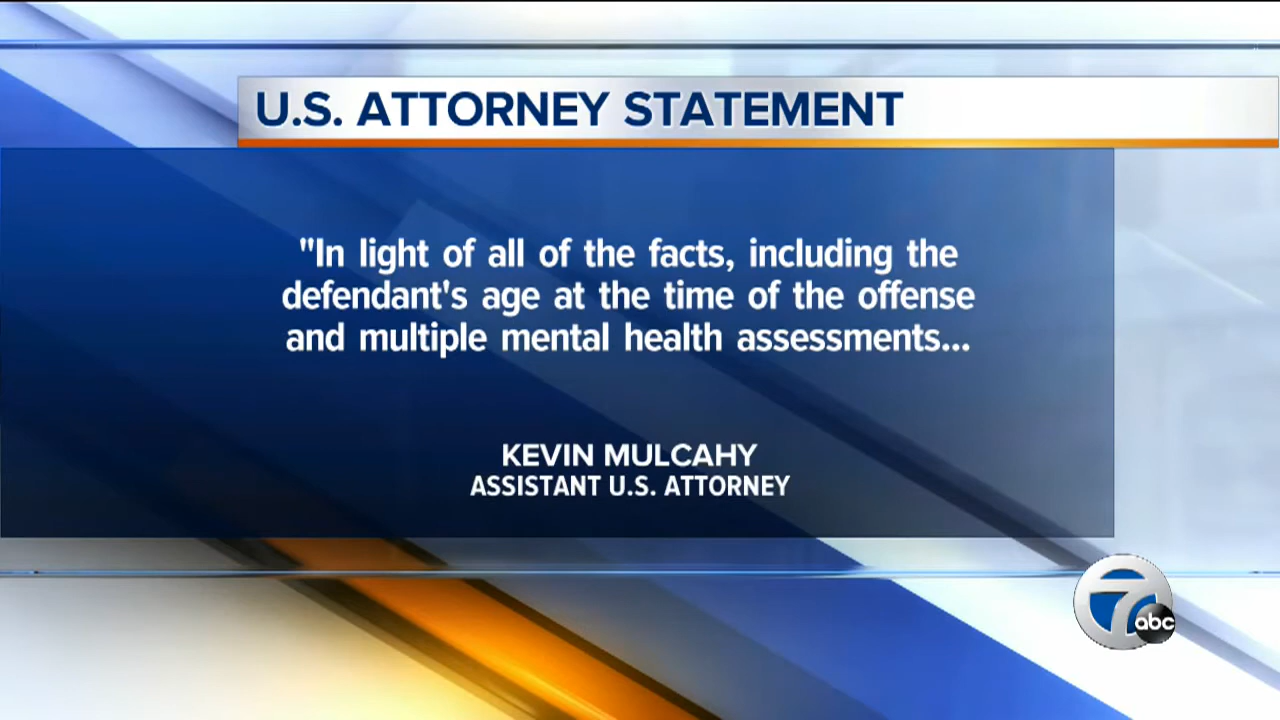 U.S. ATTORNEY STATEMENT
"In light of all of the facts, including the
defendant's age at the time of the offense
and multiple mental health assessments...
KEVIN MULCAHY
ASSISTANT U.S. ATTORNEY
7
abc